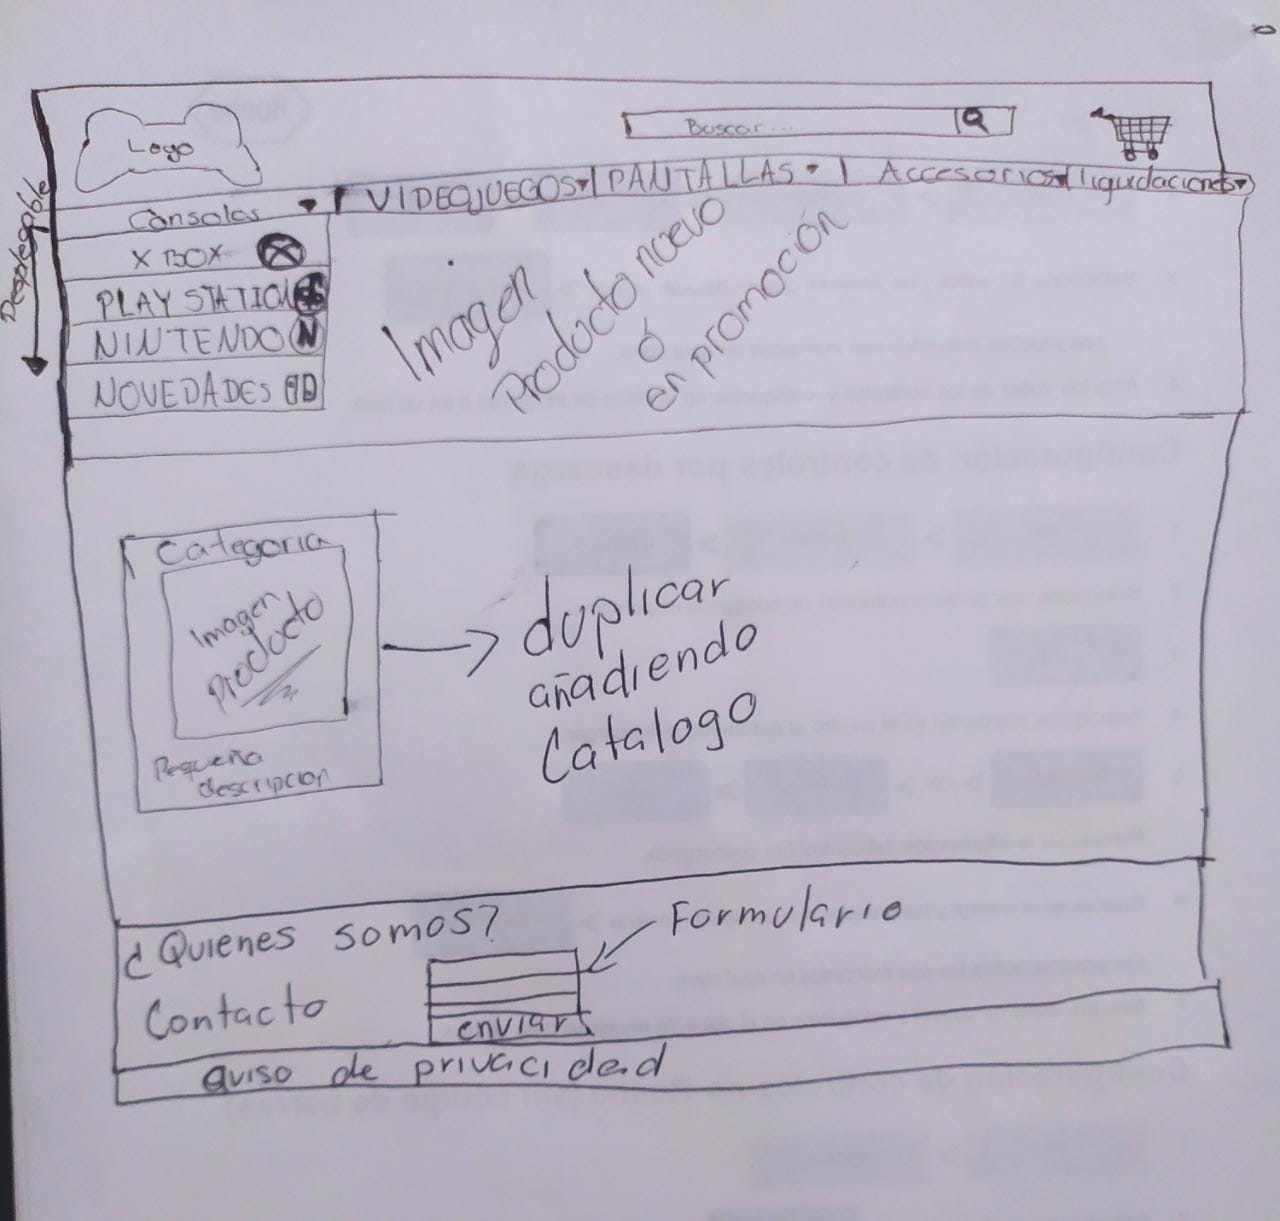 Logo
Buscar...
Consolas
VIDEOJUEGOS
PANTALLAS
Accesorios
liquidaciones
Desplegable
XBOX
PLAY STATION
NINTENDO N
NOVEDADES
Imagen
Producto nuevo
ó
en promoción
Categoria
Imagen
Producto
Pequeña
descripcion
duplicar
añadiendo
Catalogo
¿Quienes somos?
Formulario
Contacto
enviar
aviso de privacidad